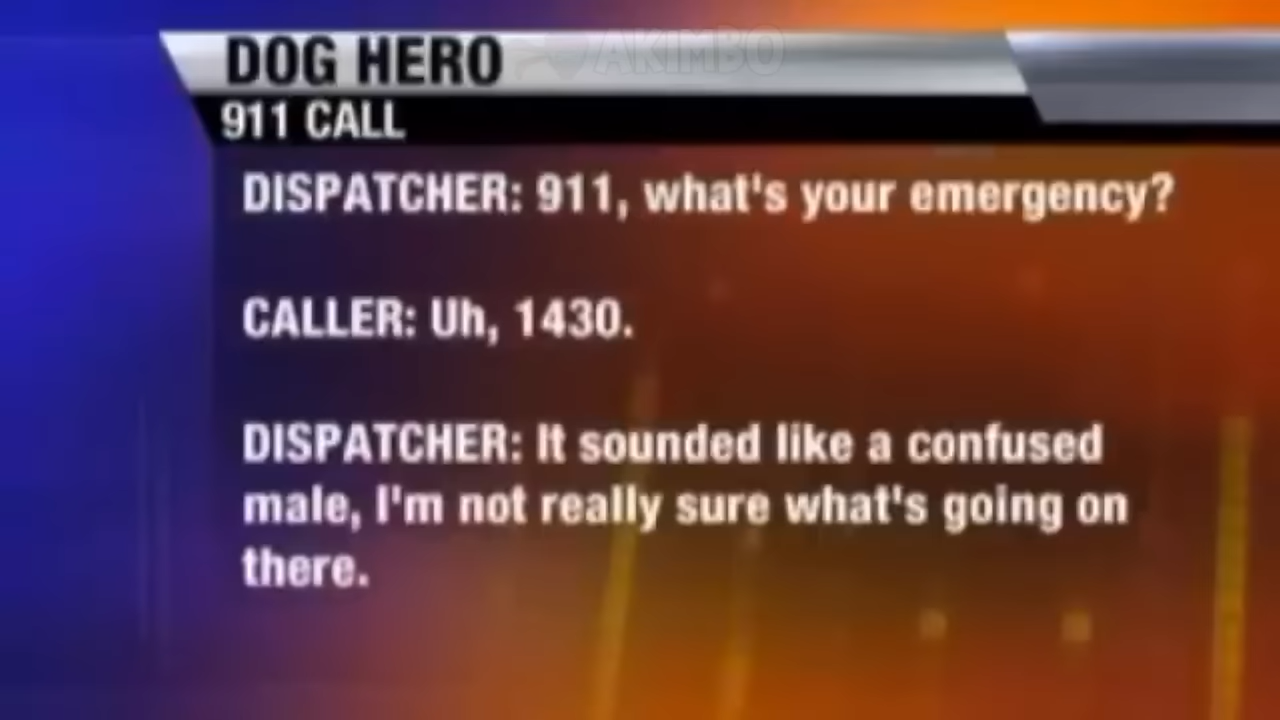 DOG HERO
AKIMBO
911 CALL
DISPATCHER: 911, what's your emergency?
CALLER: Uh, 1430.
DISPATCHER: It sounded like a confused
male, I'm not really sure what's going on
there.